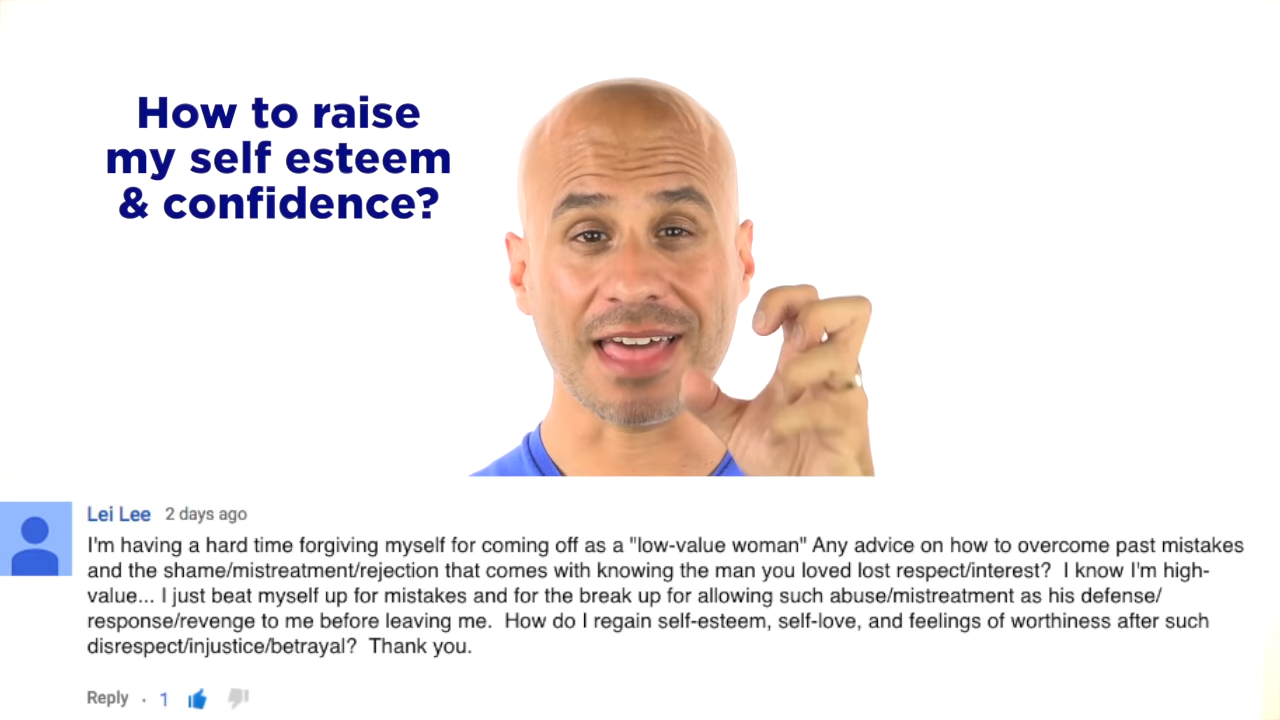 How to raise
my self esteem
& confidence?
Lei Lee 2 days ago
I'm having a hard time forgiving myself for coming off as a "low-value woman" Any advice on how to overcome past mistakes
and the shame/mistreatment/rejection that comes with knowing the man you loved lost respect/interest?  I know I'm high-
value... I just beat myself up for mistakes and for the break up for allowing such abuse/mistreatment as his defense/
response/revenge to me before leaving me.  How do I regain self-esteem, self-love, and feelings of worthiness after such
disrespect/injustice/betrayal?  Thank you.
Reply · 1